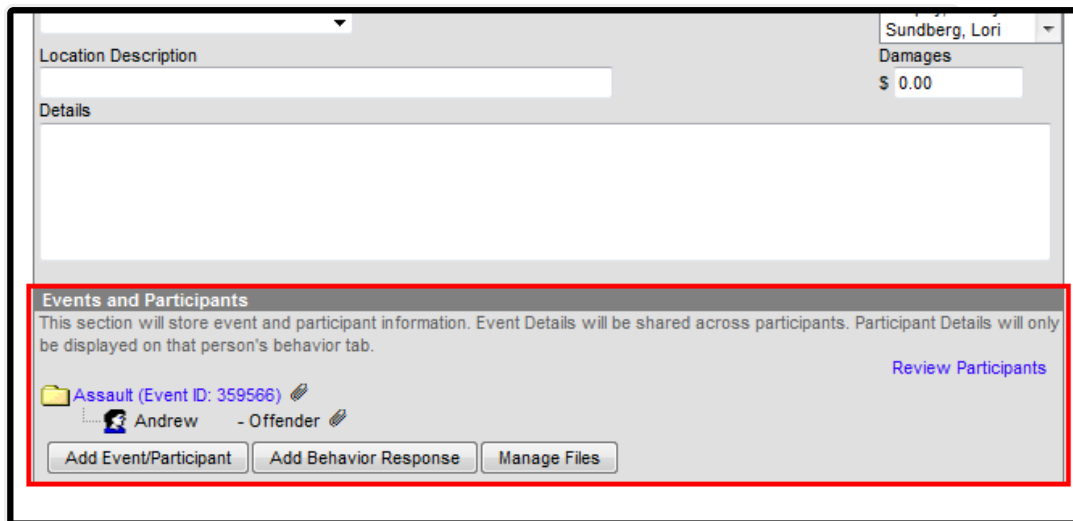 Sundberg, Lori
Location Description
Damages
$ 0.00
Details
Events and Participants
This section will store event and participant information. Event Details will be shared across participants. Participant Details will only
be displayed on that person's behavior tab.
Review Participants
Assault (Event ID: 359566)
Andrew - Offender
Add Event/Participant Add Behavior Response Manage Files